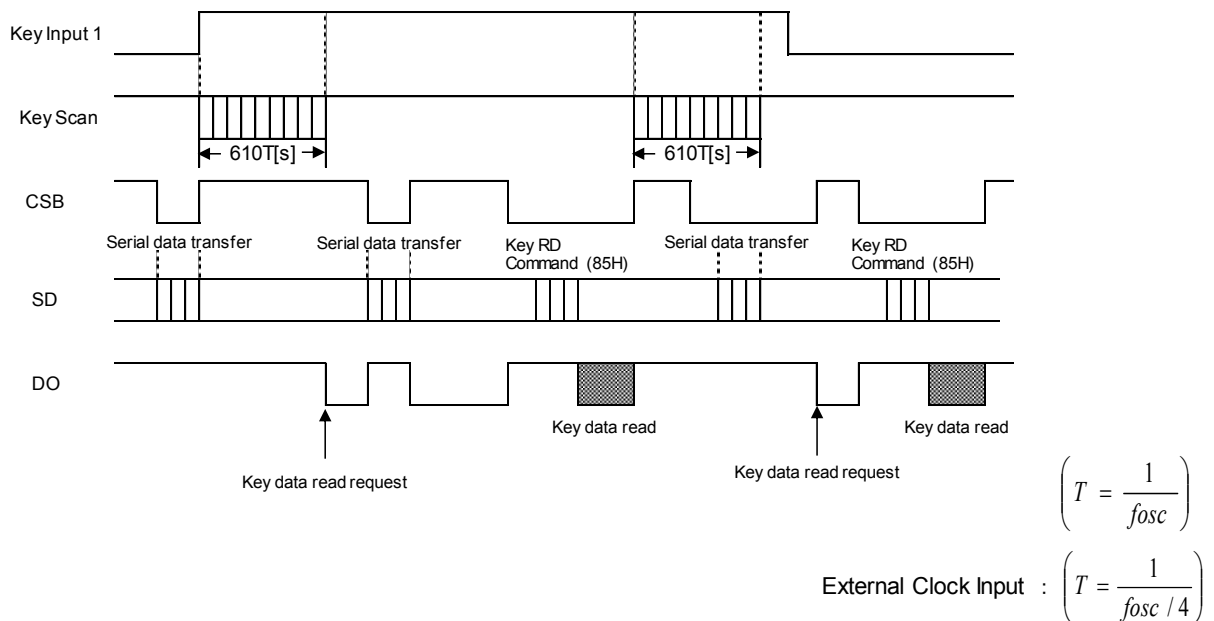 Key Input 1
Key Scan
610T[s]
610T[s]
CSB
Serial data transfer
Serial data transfer
Key RD
Command (85H)
Serial data transfer
Key RD
Command (85H)
SD
DO
Key data read
Key data read
Key data read request
Key data read request
(T = 1 / fosc)
External Clock Input : (T = 1 / fosc / 4)